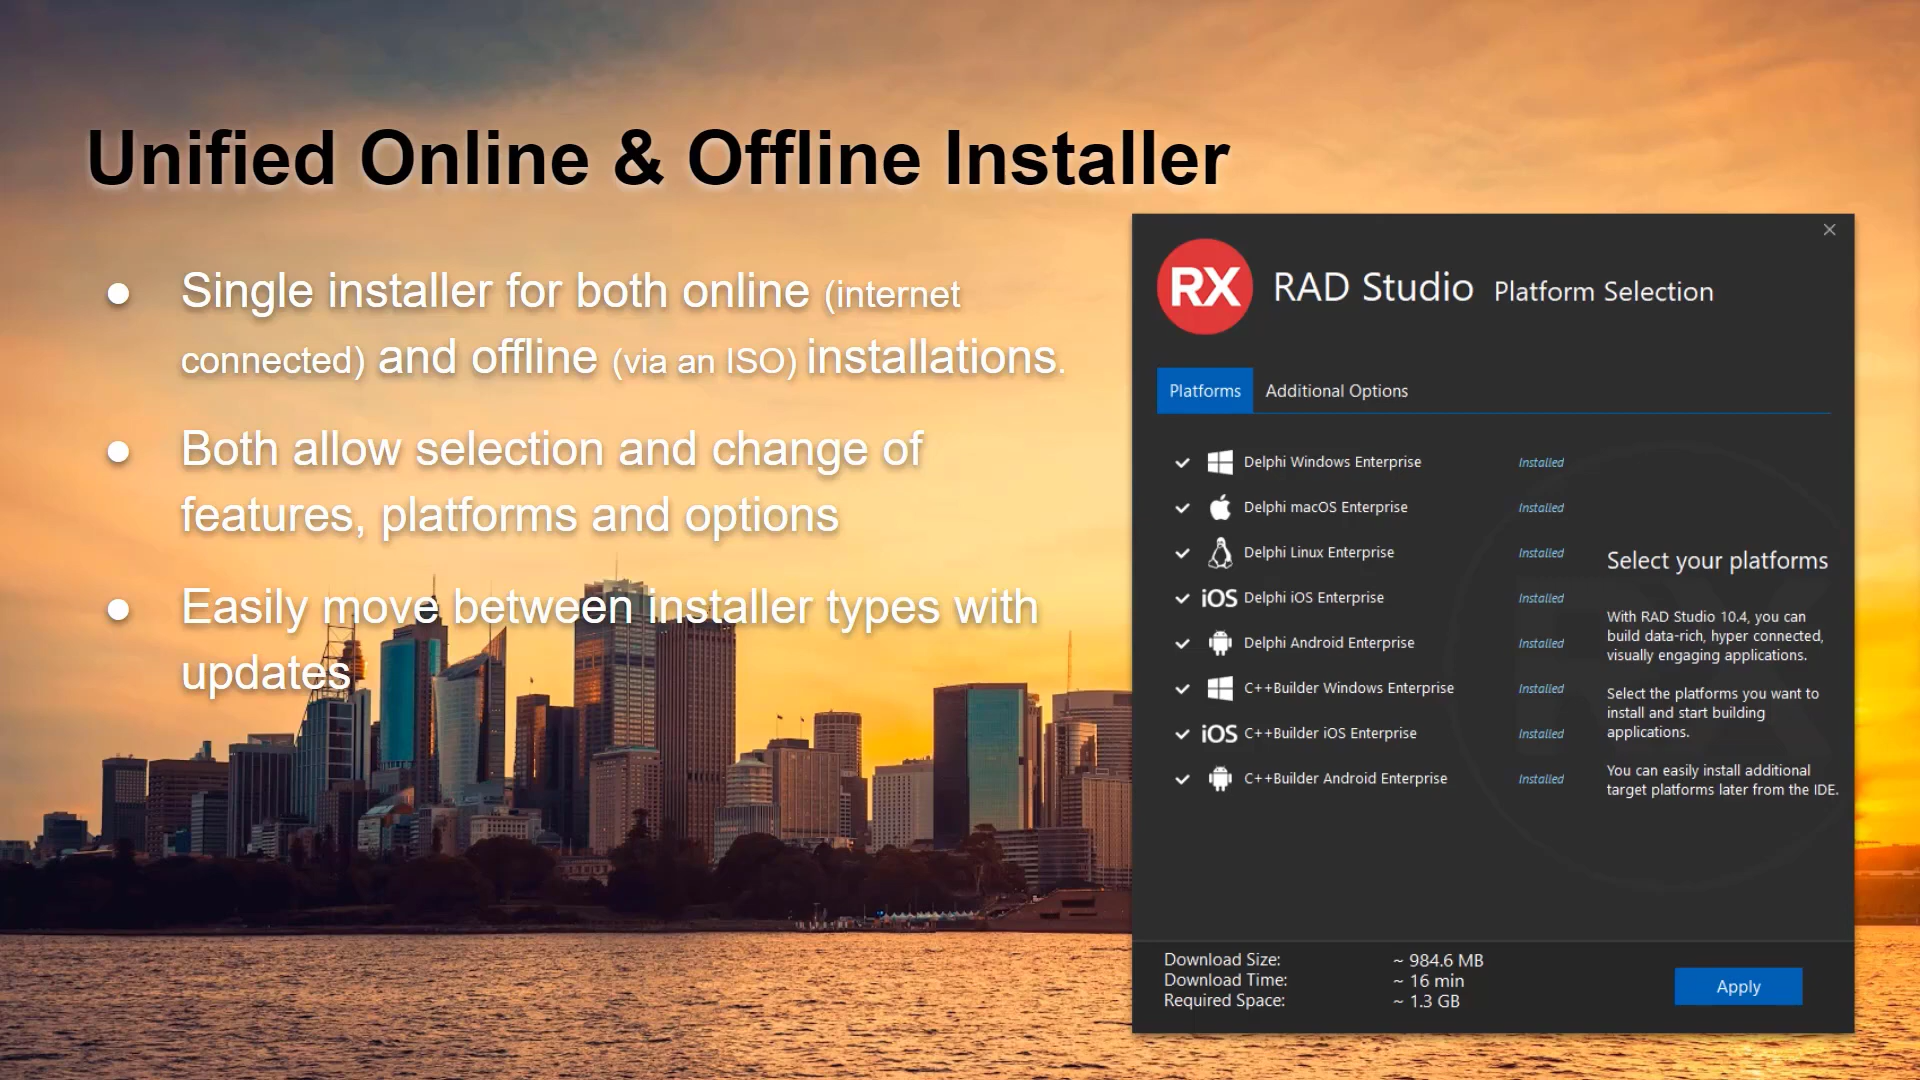 Unified Online & Offline Installer
● Single installer for both online (internet
connected) and offline (via an ISO) installations.
● Both allow selection and change of
features, platforms and options
● Easily move between installer types with
updates
RX RAD Studio Platform Selection
Platforms Additional Options
Delphi Windows Enterprise Installed
Delphi macOS Enterprise Installed
Delphi Linux Enterprise Installed
iOS Delphi iOS Enterprise Installed
Delphi Android Enterprise Installed
C++Builder Windows Enterprise Installed
iOS C++Builder iOS Enterprise Installed
C++Builder Android Enterprise Installed
Select your platforms
With RAD Studio 10.4, you can
build data-rich, hyper connected,
visually engaging applications.
Select the platforms you want to
install and start building
applications.
You can easily install additional
target platforms later from the IDE.
Download Size: ~ 984.6 MB
Download Time: ~ 16 min
Required Space: ~ 1.3 GB
Apply